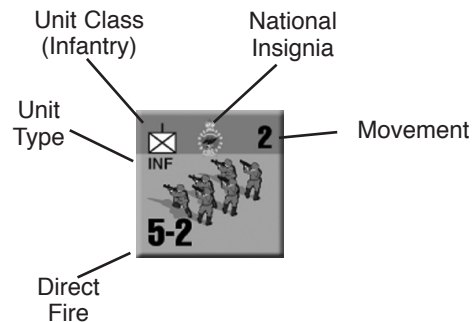 Unit Class
(Infantry)
National
Insignia
Unit
Type
Movement
2
INF
5-2
Direct
Fire